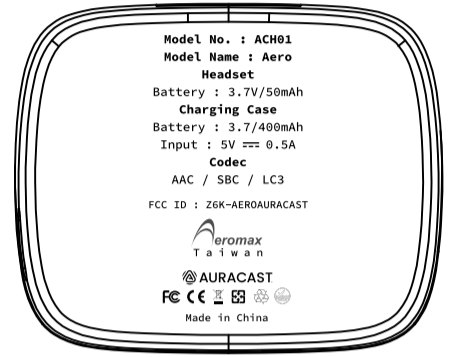 Model No. : ACH01
Model Name : Aero
Headset
Battery : 3.7V/50mAh
Charging Case
Battery : 3.7/400mAh
Input : 5V ⎓ 0.5A
Codec
AAC / SBC / LC3
FCC ID : Z6K-AEROAURACAST
Aeromax
Taiwan
AURACAST
FC CE
Made in China